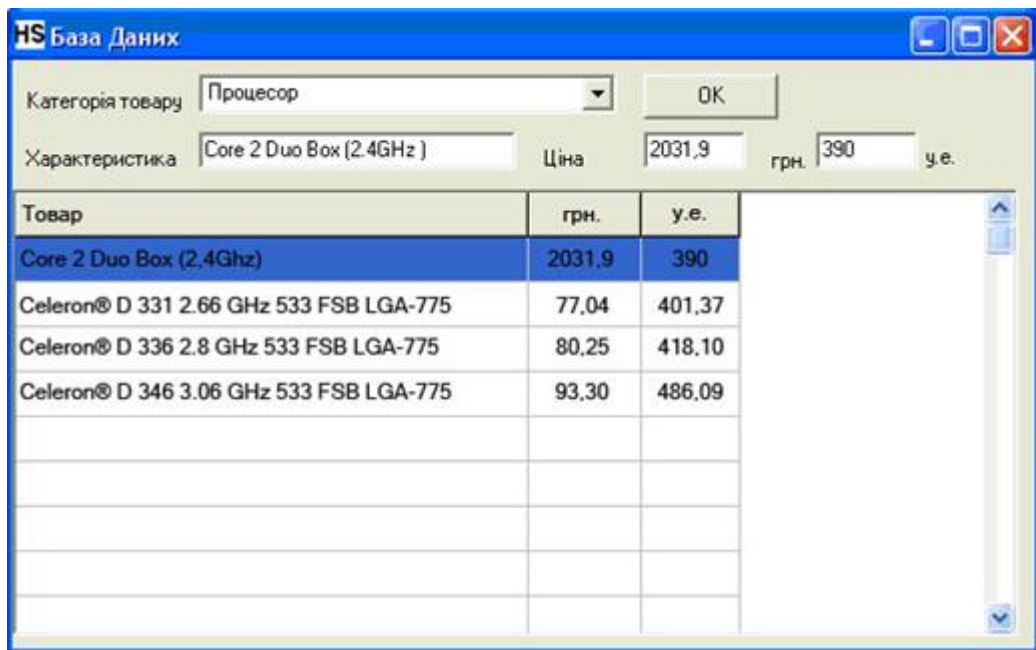 HS База Даних
Категорія товару Процесор OK
Характеристика Core 2 Duo Box (2.4GHz ) Ціна 2031,9 грн. 390 у.е.
Товар грн. у.е.
Core 2 Duo Box (2,4Ghz) 2031,9 390
Celeron® D 331 2.66 GHz 533 FSB LGA-775 77,04 401,37
Celeron® D 336 2.8 GHz 533 FSB LGA-775 80,25 418,10
Celeron® D 346 3.06 GHz 533 FSB LGA-775 93,30 486,09